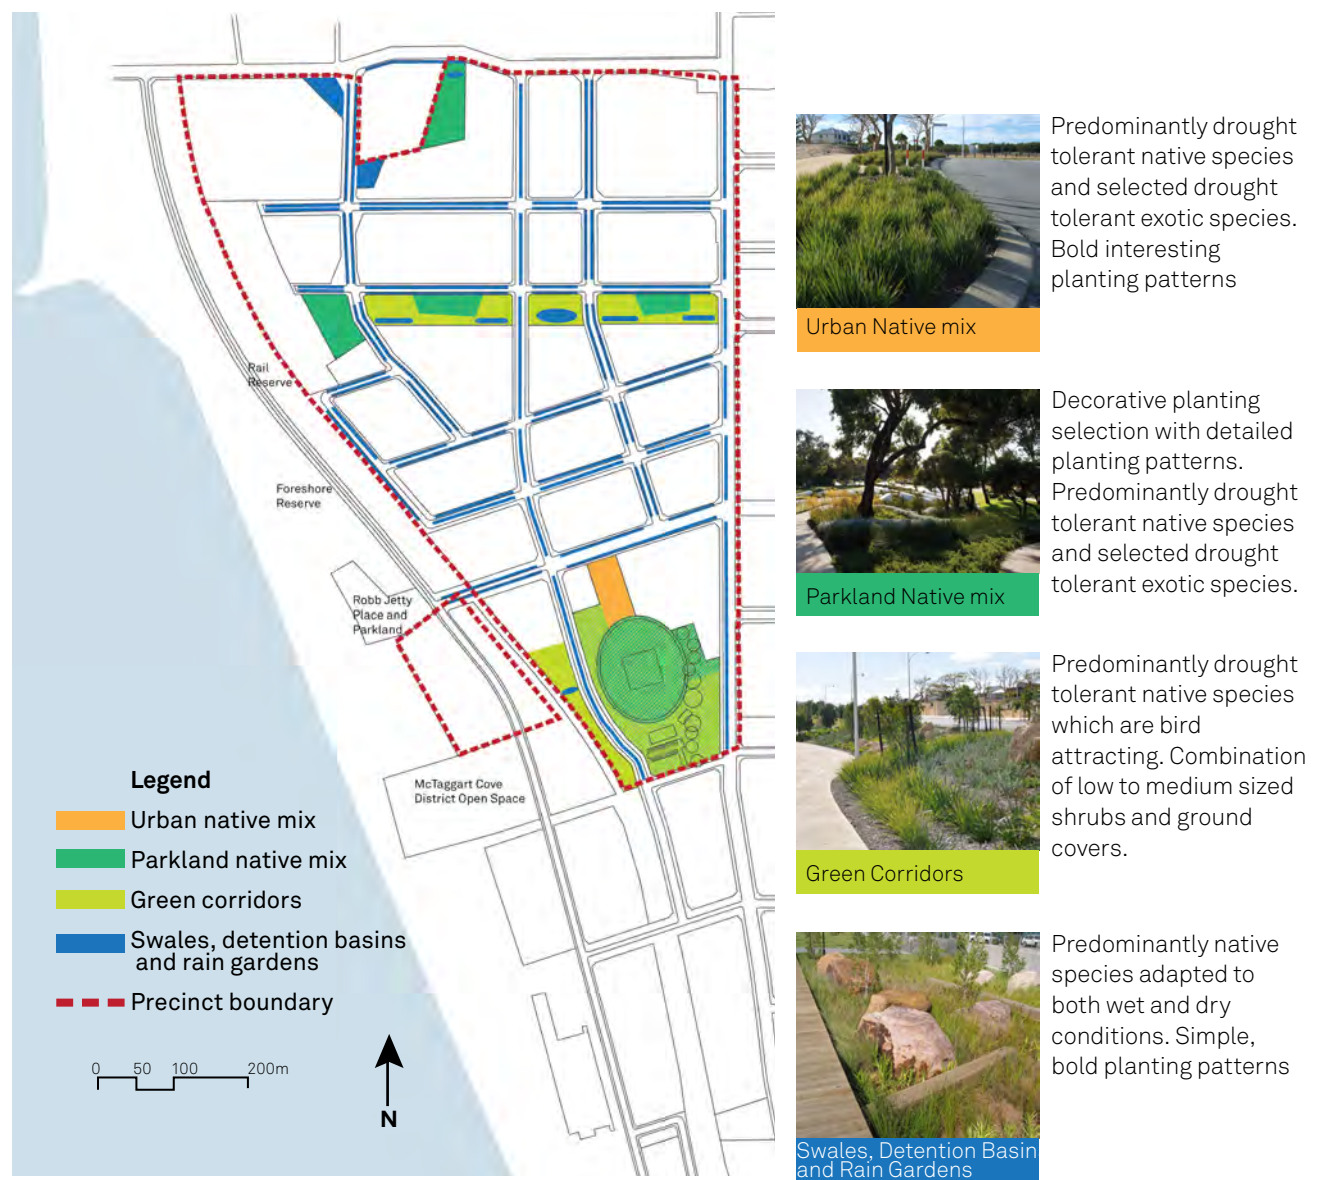 Rail
Reserve
Foreshore
Reserve
Robb Jetty
Place and
Parkland
McTaggart Cove
District Open Space
Legend
Urban native mix
Parkland native mix
Green corridors
Swales, detention basins
and rain gardens
Precinct boundary
0 50 100 200m
N
Predominantly drought
tolerant native species
and selected drought
tolerant exotic species.
Bold interesting
planting patterns
Urban Native mix
Decorative planting
selection with detailed
planting patterns.
Predominantly drought
tolerant native species
and selected drought
tolerant exotic species.
Parkland Native mix
Predominantly drought
tolerant native species
which are bird
attracting. Combination
of low to medium sized
shrubs and ground
covers.
Green Corridors
Predominantly native
species adapted to
both wet and dry
conditions. Simple,
bold planting patterns
Swales, Detention Basin
and Rain Gardens